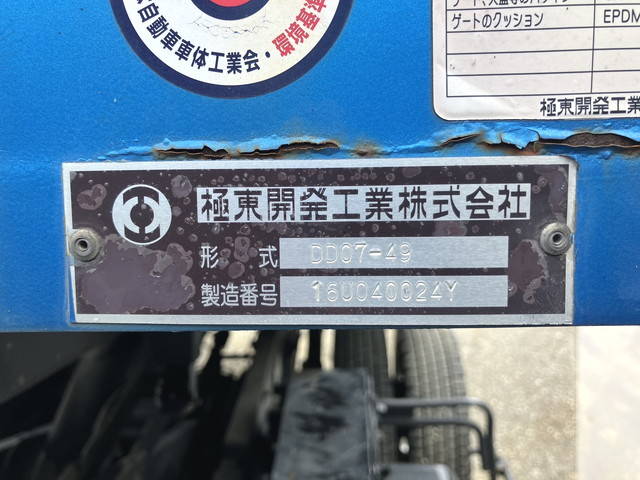 自動車車体工業会・環境基準
ゲートのクッション EPDM
極東開発工業
極東開発工業株式会社
形式 DD07-49
製造番号 16U040024Y